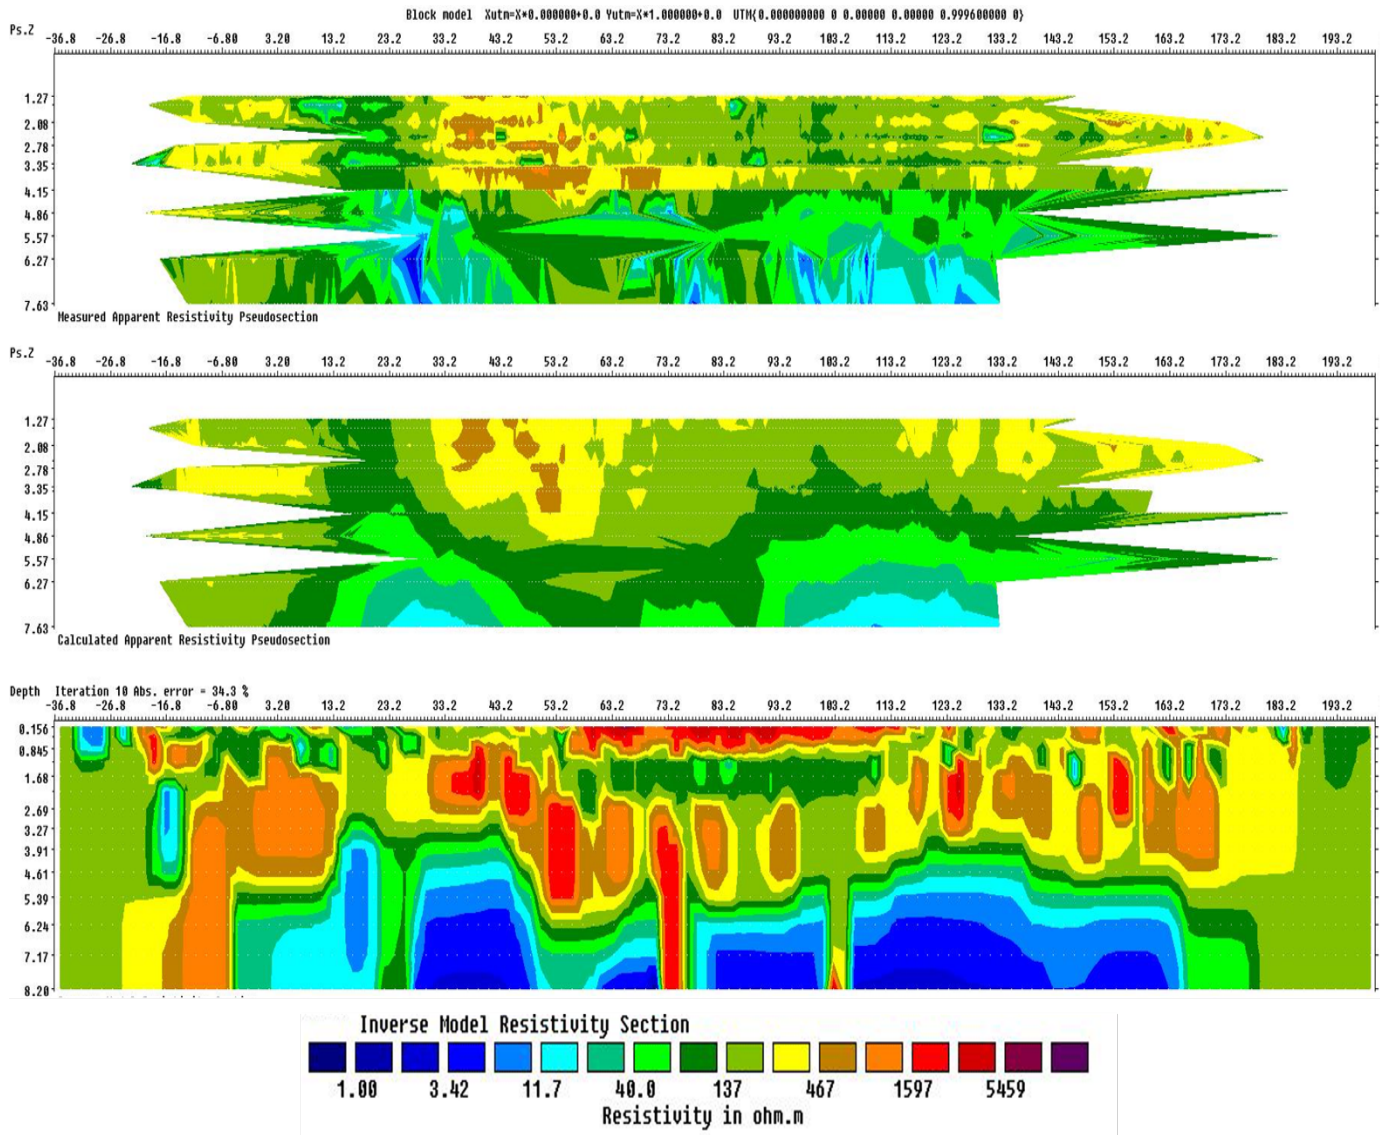 Block model Xutm=X*0.000000+0.0 Yutm=X*1.000000+0.0 UTM{0.000000000 0 0.00000 0.00000 0.999600000 0}
Ps.Z -36.8 -26.8 -16.8 -6.80 3.20 13.2 23.2 33.2 43.2 53.2 63.2 73.2 83.2 93.2 103.2 113.2 123.2 133.2 143.2 153.2 163.2 173.2 183.2 193.2
1.27
2.08
2.78
3.35
4.15
4.86
5.57
6.27
7.63
Measured Apparent Resistivity Pseudosection
Ps.Z -36.8 -26.8 -16.8 -6.80 3.20 13.2 23.2 33.2 43.2 53.2 63.2 73.2 83.2 93.2 103.2 113.2 123.2 133.2 143.2 153.2 163.2 173.2 183.2 193.2
1.27
2.08
2.78
3.35
4.15
4.86
5.57
6.27
7.63
Calculated Apparent Resistivity Pseudosection
Depth Iteration 10 Abs. error = 34.3 %
-36.8 -26.8 -16.8 -6.80 3.20 13.2 23.2 33.2 43.2 53.2 63.2 73.2 83.2 93.2 103.2 113.2 123.2 133.2 143.2 153.2 163.2 173.2 183.2 193.2
0.156
0.845
1.68
2.69
3.27
3.91
4.61
5.39
6.24
7.17
8.20
Inverse Model Resistivity Section
1.00 3.42 11.7 40.0 137 467 1597 5459
Resistivity in ohm.m